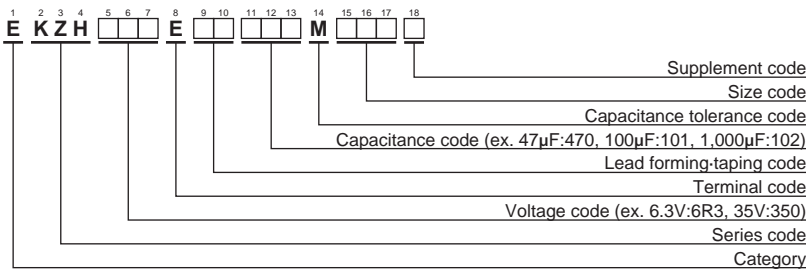 1 2 3 4 5 6 7 8 9 10 11 12 13 14 15 16 17 18
E KZH □□□ E □□ □□□ M □□□ □
Supplement code
Size code
Capacitance tolerance code
Capacitance code (ex. 47µF:470, 100µF:101, 1,000µF:102)
Lead forming·taping code
Terminal code
Voltage code (ex. 6.3V:6R3, 35V:350)
Series code
Category